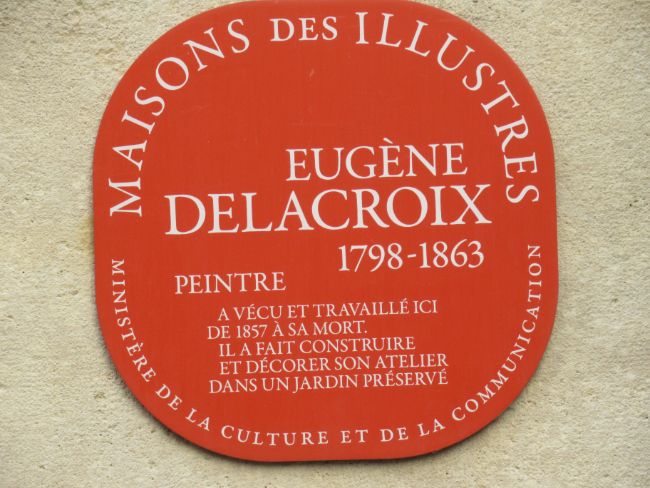 MAISONS DES ILLUSTRES
EUGÈNE
DELACROIX
1798-1863
PEINTRE
A VÉCU ET TRAVAILLÉ ICI
DE 1857 À SA MORT.
IL A FAIT CONSTRUIRE
ET DÉCORER SON ATELIER
DANS UN JARDIN PRÉSERVÉ
MINISTÈRE DE LA CULTURE ET DE LA COMMUNICATION